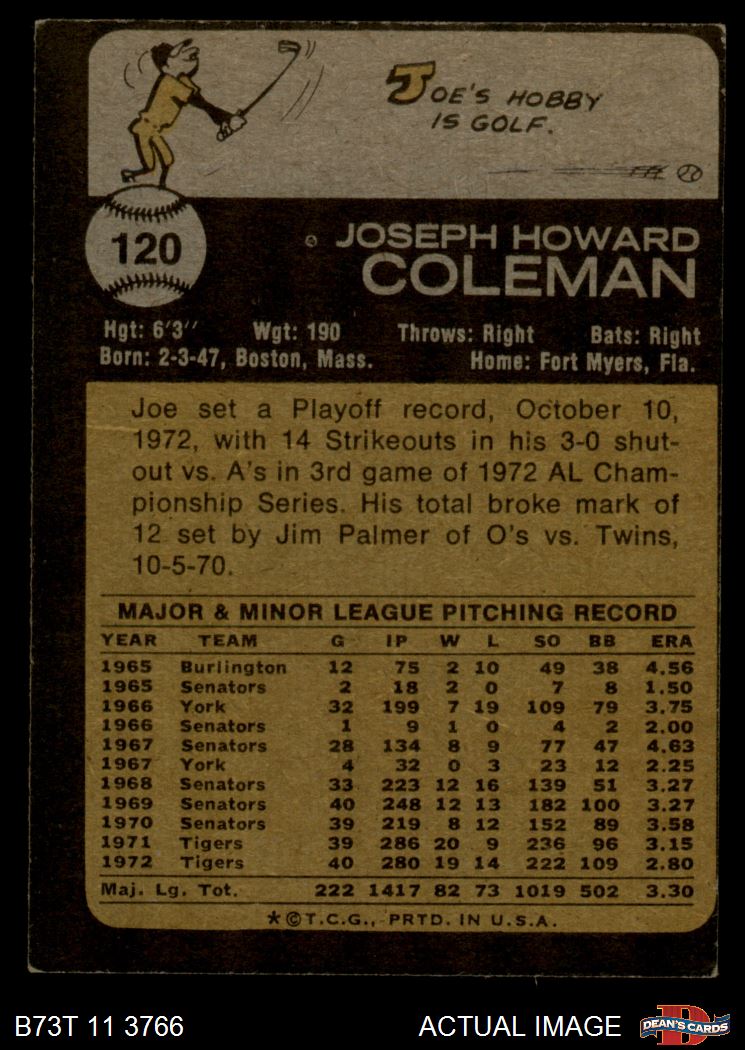 JOE'S HOBBY
IS GOLF.
120
JOSEPH HOWARD
COLEMAN
Hgt: 6'3" Wgt: 190 Throws: Right Bats: Right
Born: 2-3-47, Boston, Mass. Home: Fort Myers, Fla.
Joe set a Playoff record, October 10,
1972, with 14 Strikeouts in his 3-0 shut-
out vs. A's in 3rd game of 1972 AL Cham-
pionship Series. His total broke mark of
12 set by Jim Palmer of O's vs. Twins,
10-5-70.
MAJOR & MINOR LEAGUE PITCHING RECORD
YEAR TEAM G IP W L SO BB ERA
1965 Burlington 12 75 2 10 49 38 4.56
1965 Senators 2 18 2 0 7 8 1.50
1966 York 32 199 7 19 109 79 3.75
1966 Senators 1 9 1 0 4 2 2.00
1967 Senators 28 134 8 9 77 47 4.63
1967 York 4 32 0 3 23 12 2.25
1968 Senators 33 223 12 16 139 51 3.27
1969 Senators 40 248 12 13 182 100 3.27
1970 Senators 39 219 8 12 152 89 3.58
1971 Tigers 39 286 20 9 236 96 3.15
1972 Tigers 40 280 19 14 222 109 2.80
Maj. Lg. Tot. 222 1417 82 73 1019 502 3.30
★©T.C.G., PRTD. IN U.S.A.
B73T 11 3766 ACTUAL IMAGE D DEAN'S CARDS